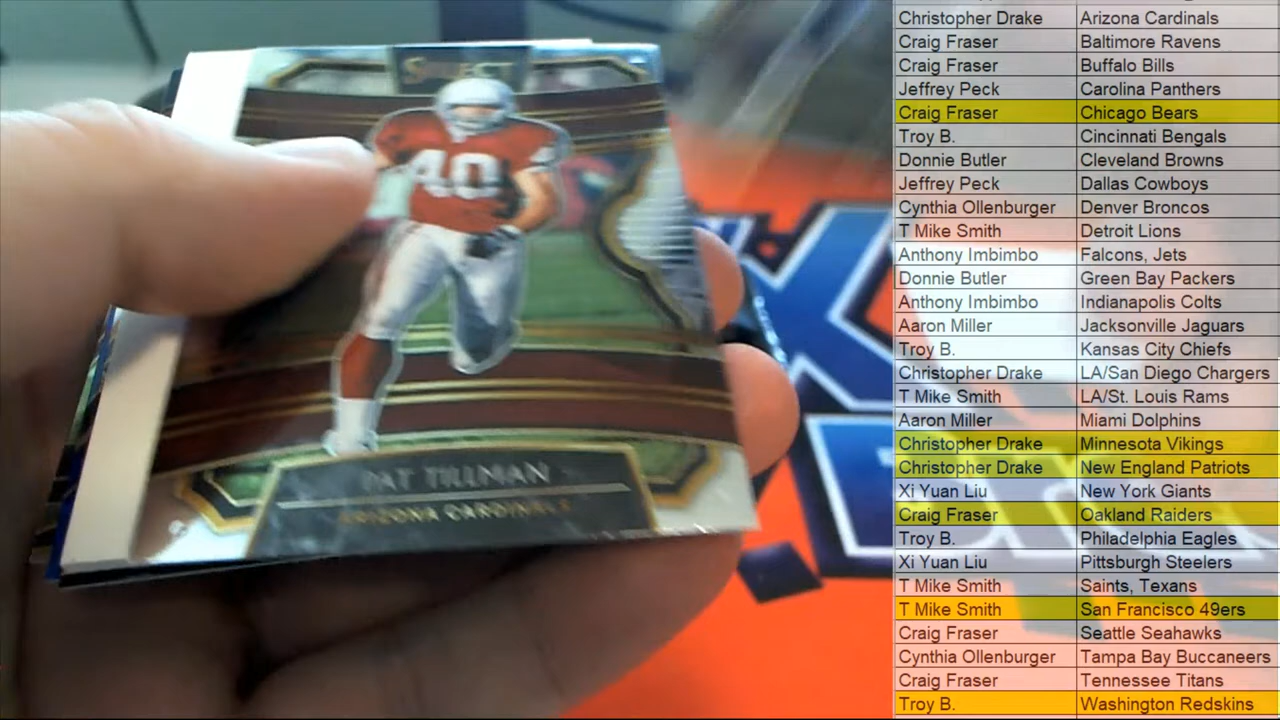 SELECT
40
PAT TILLMAN
ARIZONA CARDINALS
Christopher Drake Arizona Cardinals
Craig Fraser Baltimore Ravens
Craig Fraser Buffalo Bills
Jeffrey Peck Carolina Panthers
Craig Fraser Chicago Bears
Troy B. Cincinnati Bengals
Donnie Butler Cleveland Browns
Jeffrey Peck Dallas Cowboys
Cynthia Ollenburger Denver Broncos
T Mike Smith Detroit Lions
Anthony Imbimbo Falcons, Jets
Donnie Butler Green Bay Packers
Anthony Imbimbo Indianapolis Colts
Aaron Miller Jacksonville Jaguars
Troy B. Kansas City Chiefs
Christopher Drake LA/San Diego Chargers
T Mike Smith LA/St. Louis Rams
Aaron Miller Miami Dolphins
Christopher Drake Minnesota Vikings
Christopher Drake New England Patriots
Xi Yuan Liu New York Giants
Craig Fraser Oakland Raiders
Troy B. Philadelphia Eagles
Xi Yuan Liu Pittsburgh Steelers
T Mike Smith Saints, Texans
T Mike Smith San Francisco 49ers
Craig Fraser Seattle Seahawks
Cynthia Ollenburger Tampa Bay Buccaneers
Craig Fraser Tennessee Titans
Troy B. Washington Redskins